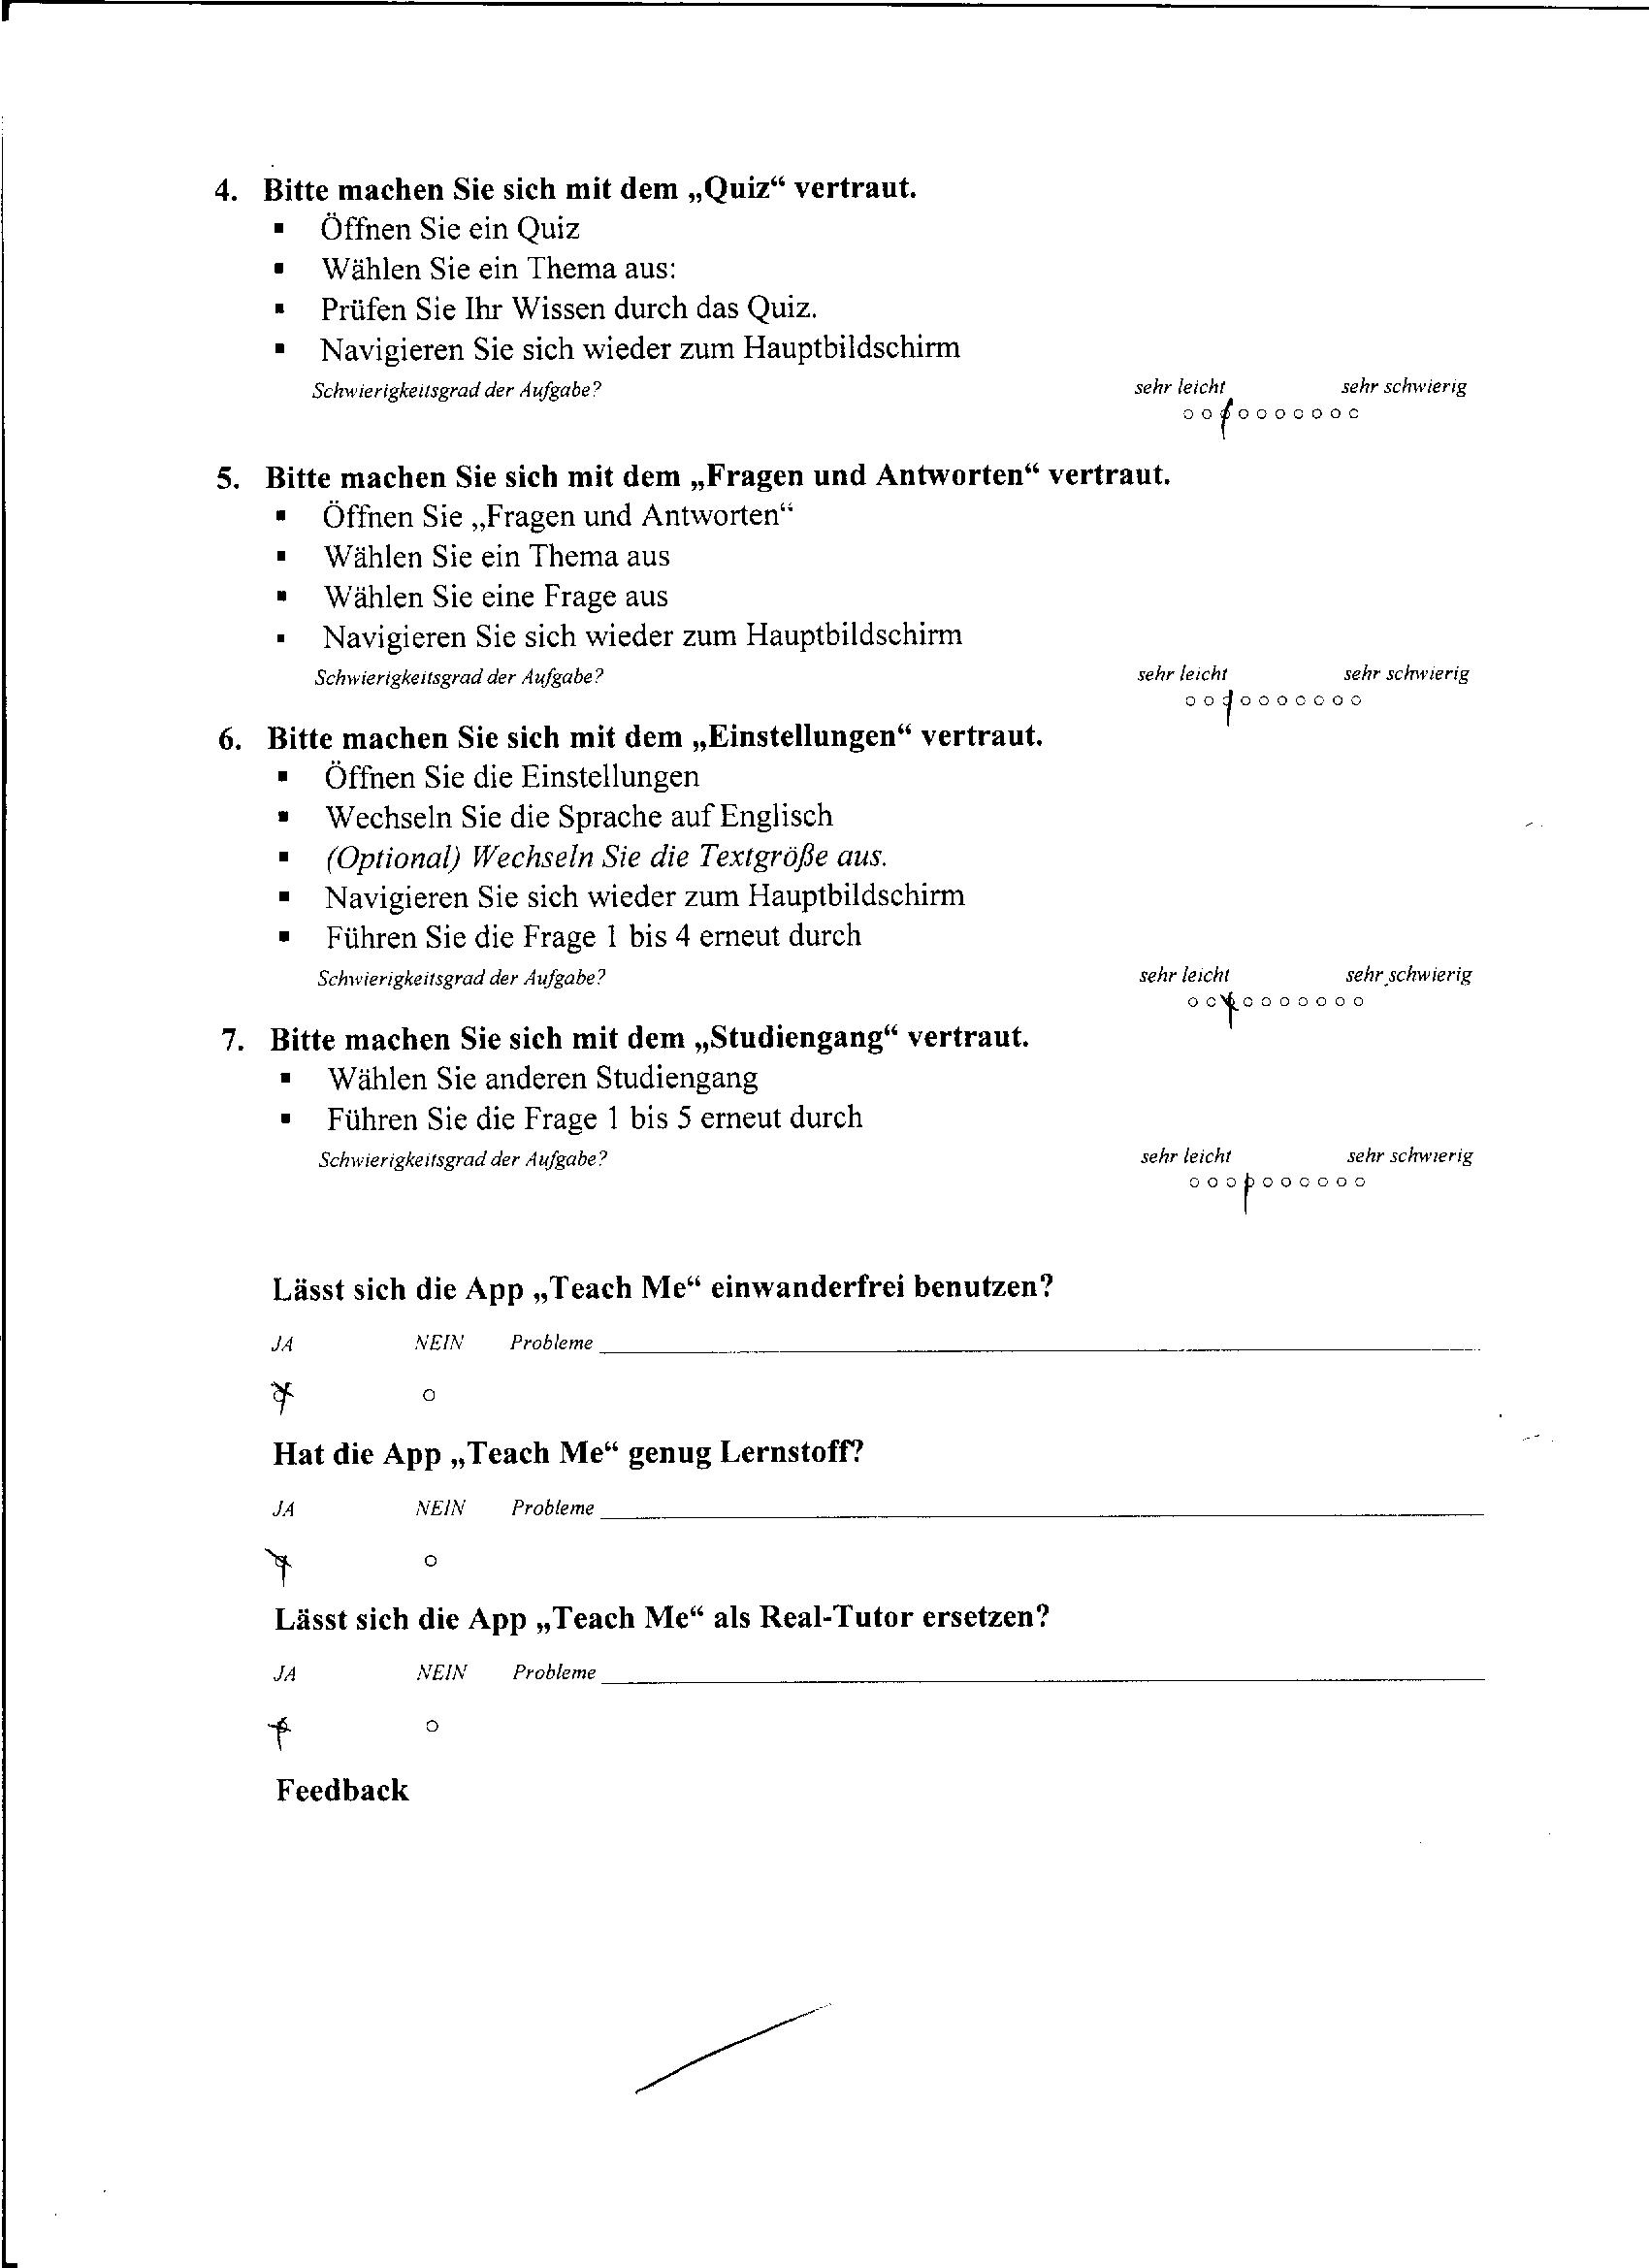 4. Bitte machen Sie sich mit dem „Quiz“ vertraut.
▪ Öffnen Sie ein Quiz
▪ Wählen Sie ein Thema aus:
▪ Prüfen Sie Ihr Wissen durch das Quiz.
▪ Navigieren Sie sich wieder zum Hauptbildschirm
Schwierigkeitsgrad der Aufgabe? sehr leicht sehr schwierig
5. Bitte machen Sie sich mit dem „Fragen und Antworten“ vertraut.
▪ Öffnen Sie „Fragen und Antworten“
▪ Wählen Sie ein Thema aus
▪ Wählen Sie eine Frage aus
▪ Navigieren Sie sich wieder zum Hauptbildschirm
Schwierigkeitsgrad der Aufgabe? sehr leicht sehr schwierig
6. Bitte machen Sie sich mit dem „Einstellungen“ vertraut.
▪ Öffnen Sie die Einstellungen
▪ Wechseln Sie die Sprache auf Englisch
▪ (Optional) Wechseln Sie die Textgröße aus.
▪ Navigieren Sie sich wieder zum Hauptbildschirm
▪ Führen Sie die Frage 1 bis 4 erneut durch
Schwierigkeitsgrad der Aufgabe? sehr leicht sehr schwierig
7. Bitte machen Sie sich mit dem „Studiengang“ vertraut.
▪ Wählen Sie anderen Studiengang
▪ Führen Sie die Frage 1 bis 5 erneut durch
Schwierigkeitsgrad der Aufgabe? sehr leicht sehr schwierig
Lässt sich die App „Teach Me“ einwanderfrei benutzen?
JA NEIN Probleme
Hat die App „Teach Me“ genug Lernstoff?
JA NEIN Probleme
Lässt sich die App „Teach Me“ als Real-Tutor ersetzen?
JA NEIN Probleme
Feedback